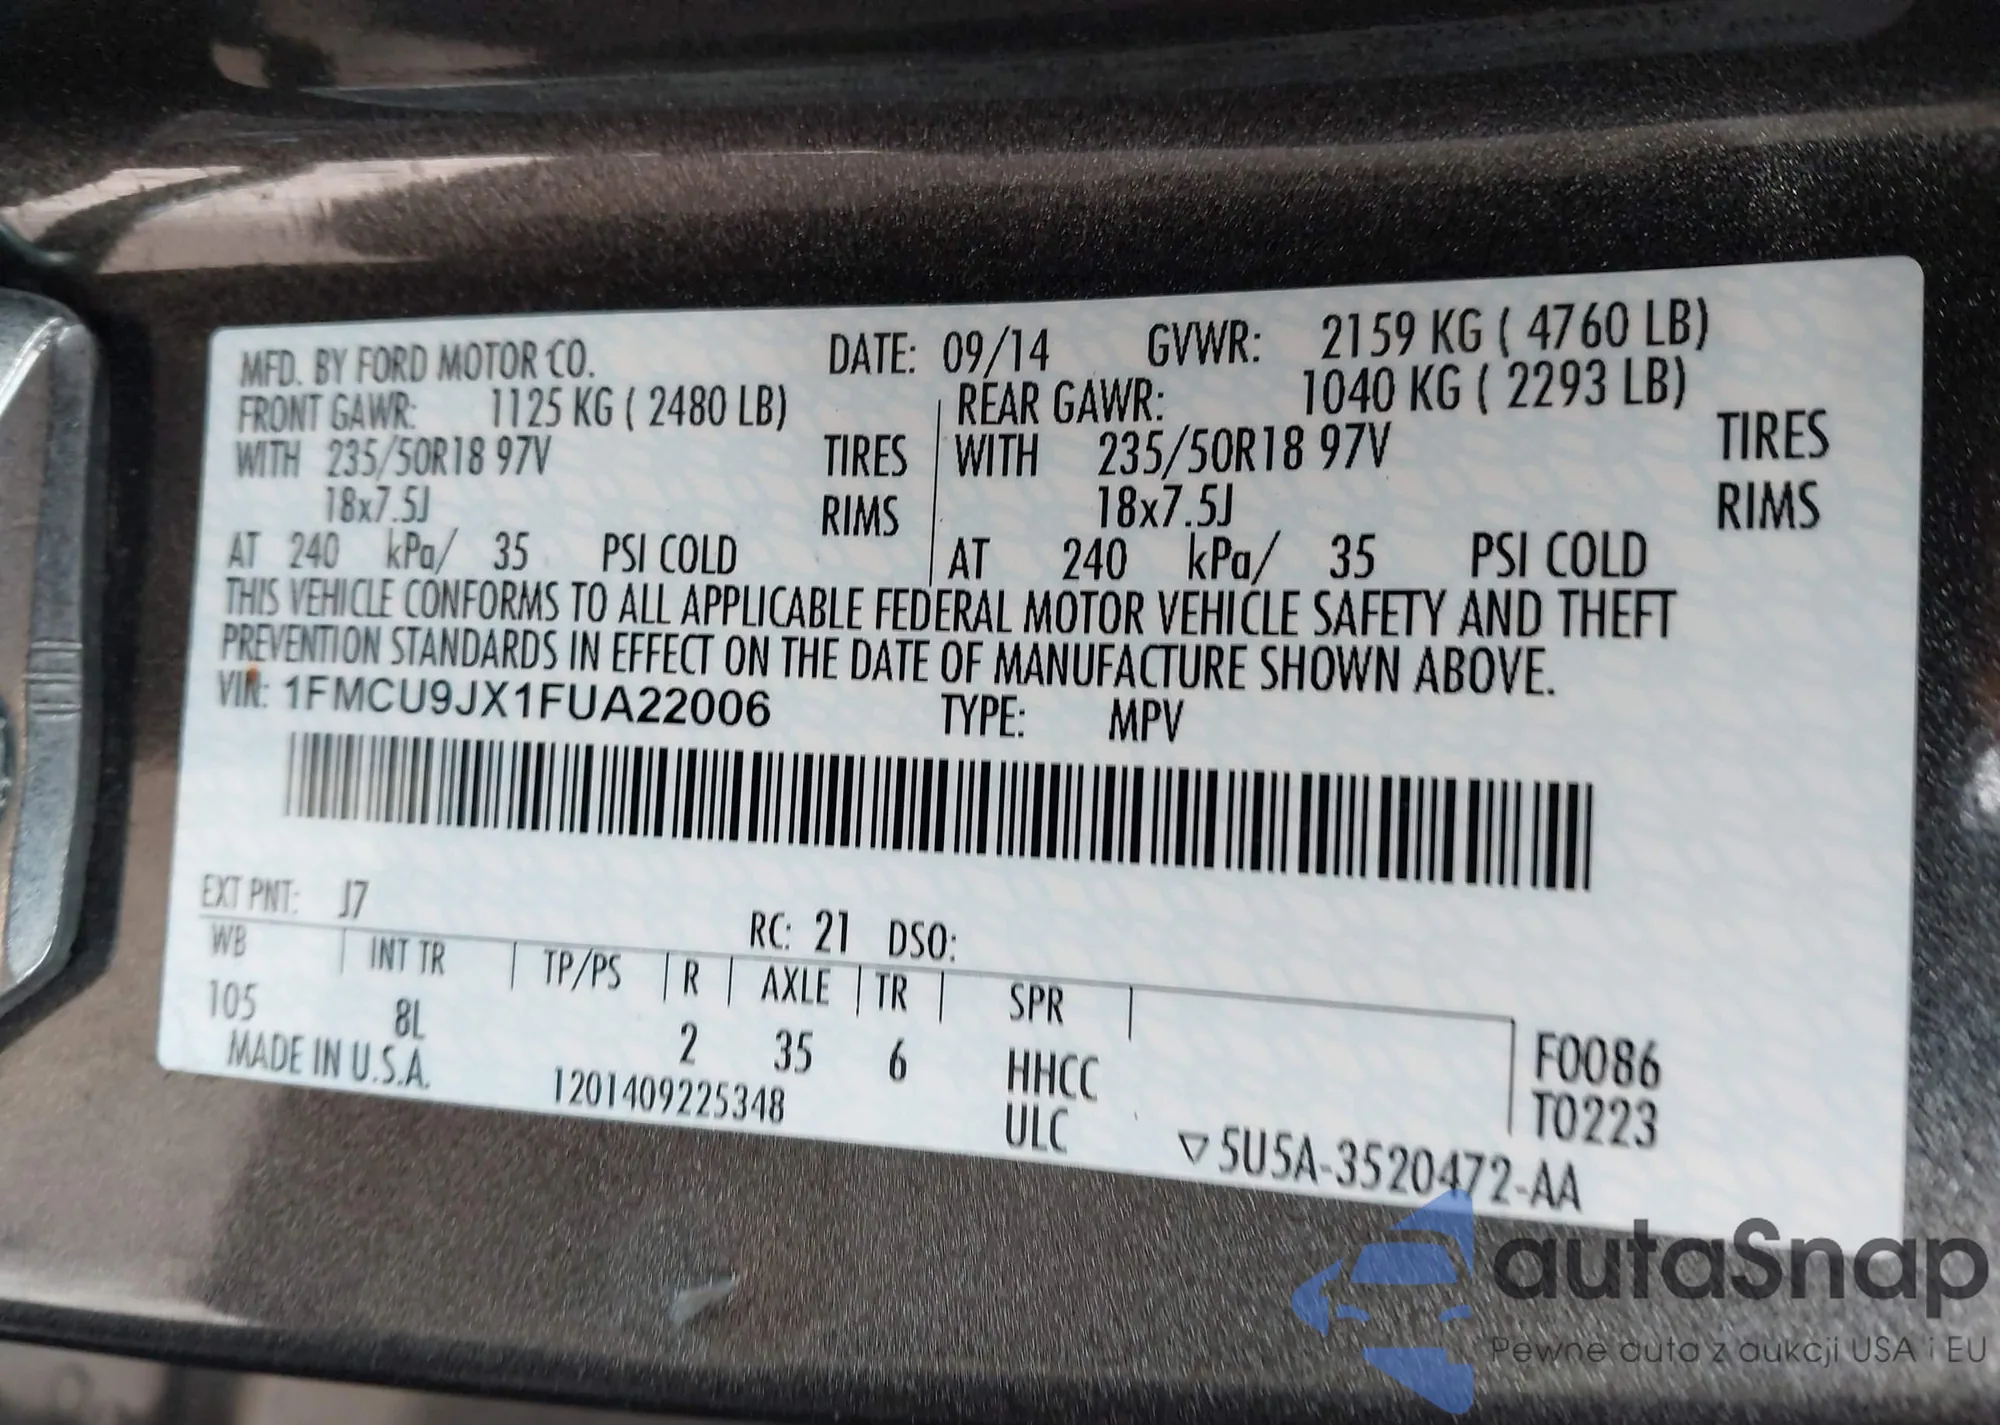 MFD. BY FORD MOTOR CO. DATE: 09/14 GVWR: 2159 KG ( 4760 LB)
FRONT GAWR: 1125 KG ( 2480 LB) REAR GAWR: 1040 KG ( 2293 LB)
WITH 235/50R18 97V TIRES WITH 235/50R18 97V TIRES
18x7.5J RIMS 18x7.5J RIMS
AT 240 kPa/ 35 PSI COLD AT 240 kPa/ 35 PSI COLD
THIS VEHICLE CONFORMS TO ALL APPLICABLE FEDERAL MOTOR VEHICLE SAFETY AND THEFT
PREVENTION STANDARDS IN EFFECT ON THE DATE OF MANUFACTURE SHOWN ABOVE.
VIN: 1FMCU9JX1FUA22006 TYPE: MPV
EXT PNT: J7 RC: 21 DSO:
WB INT TR TP/PS R AXLE TR SPR
105 8L 2 35 6 HHCC F0086
MADE IN U.S.A. 1201409225348 ULC T0223
▽5U5A-3520472-AA
autaSnap
Pewne auta z aukcji USA i EU